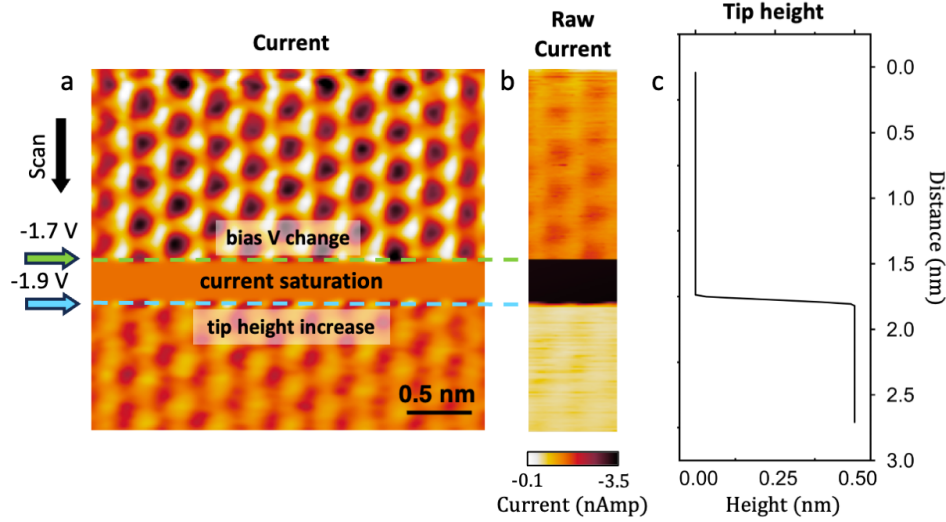 Current
Raw
Current
Tip height
a
b
c
Scan
-1.7 V
-1.9 V
bias V change
current saturation
tip height increase
0.5 nm
-0.1
-3.5
Current (nAmp)
0.0
0.5
1.0
1.5
2.0
2.5
3.0
Distance (nm)
0.00
0.25
0.50
Height (nm)